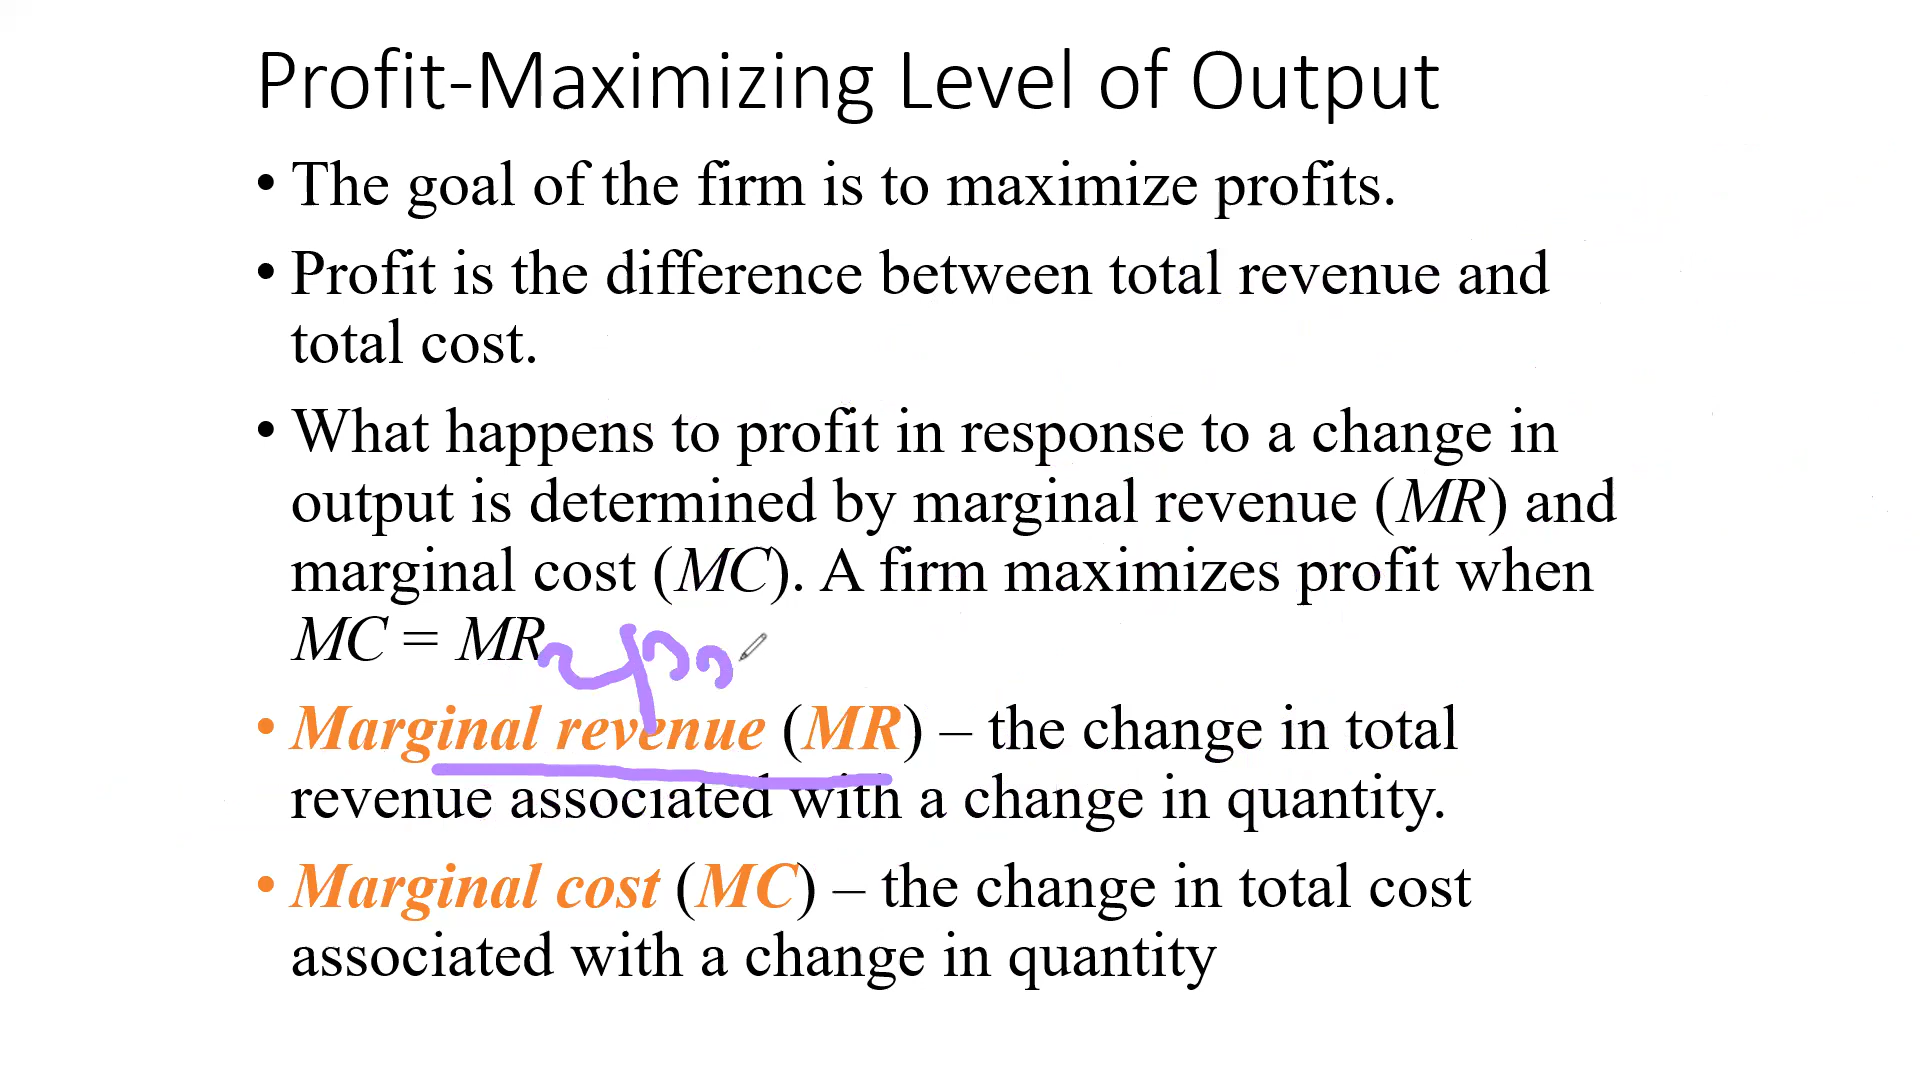 Profit-Maximizing Level of Output
• The goal of the firm is to maximize profits.
• Profit is the difference between total revenue and
total cost.
• What happens to profit in response to a change in
output is determined by marginal revenue (MR) and
marginal cost (MC). A firm maximizes profit when
MC = MR
• Marginal revenue (MR) – the change in total
revenue associated with a change in quantity.
• Marginal cost (MC) – the change in total cost
associated with a change in quantity